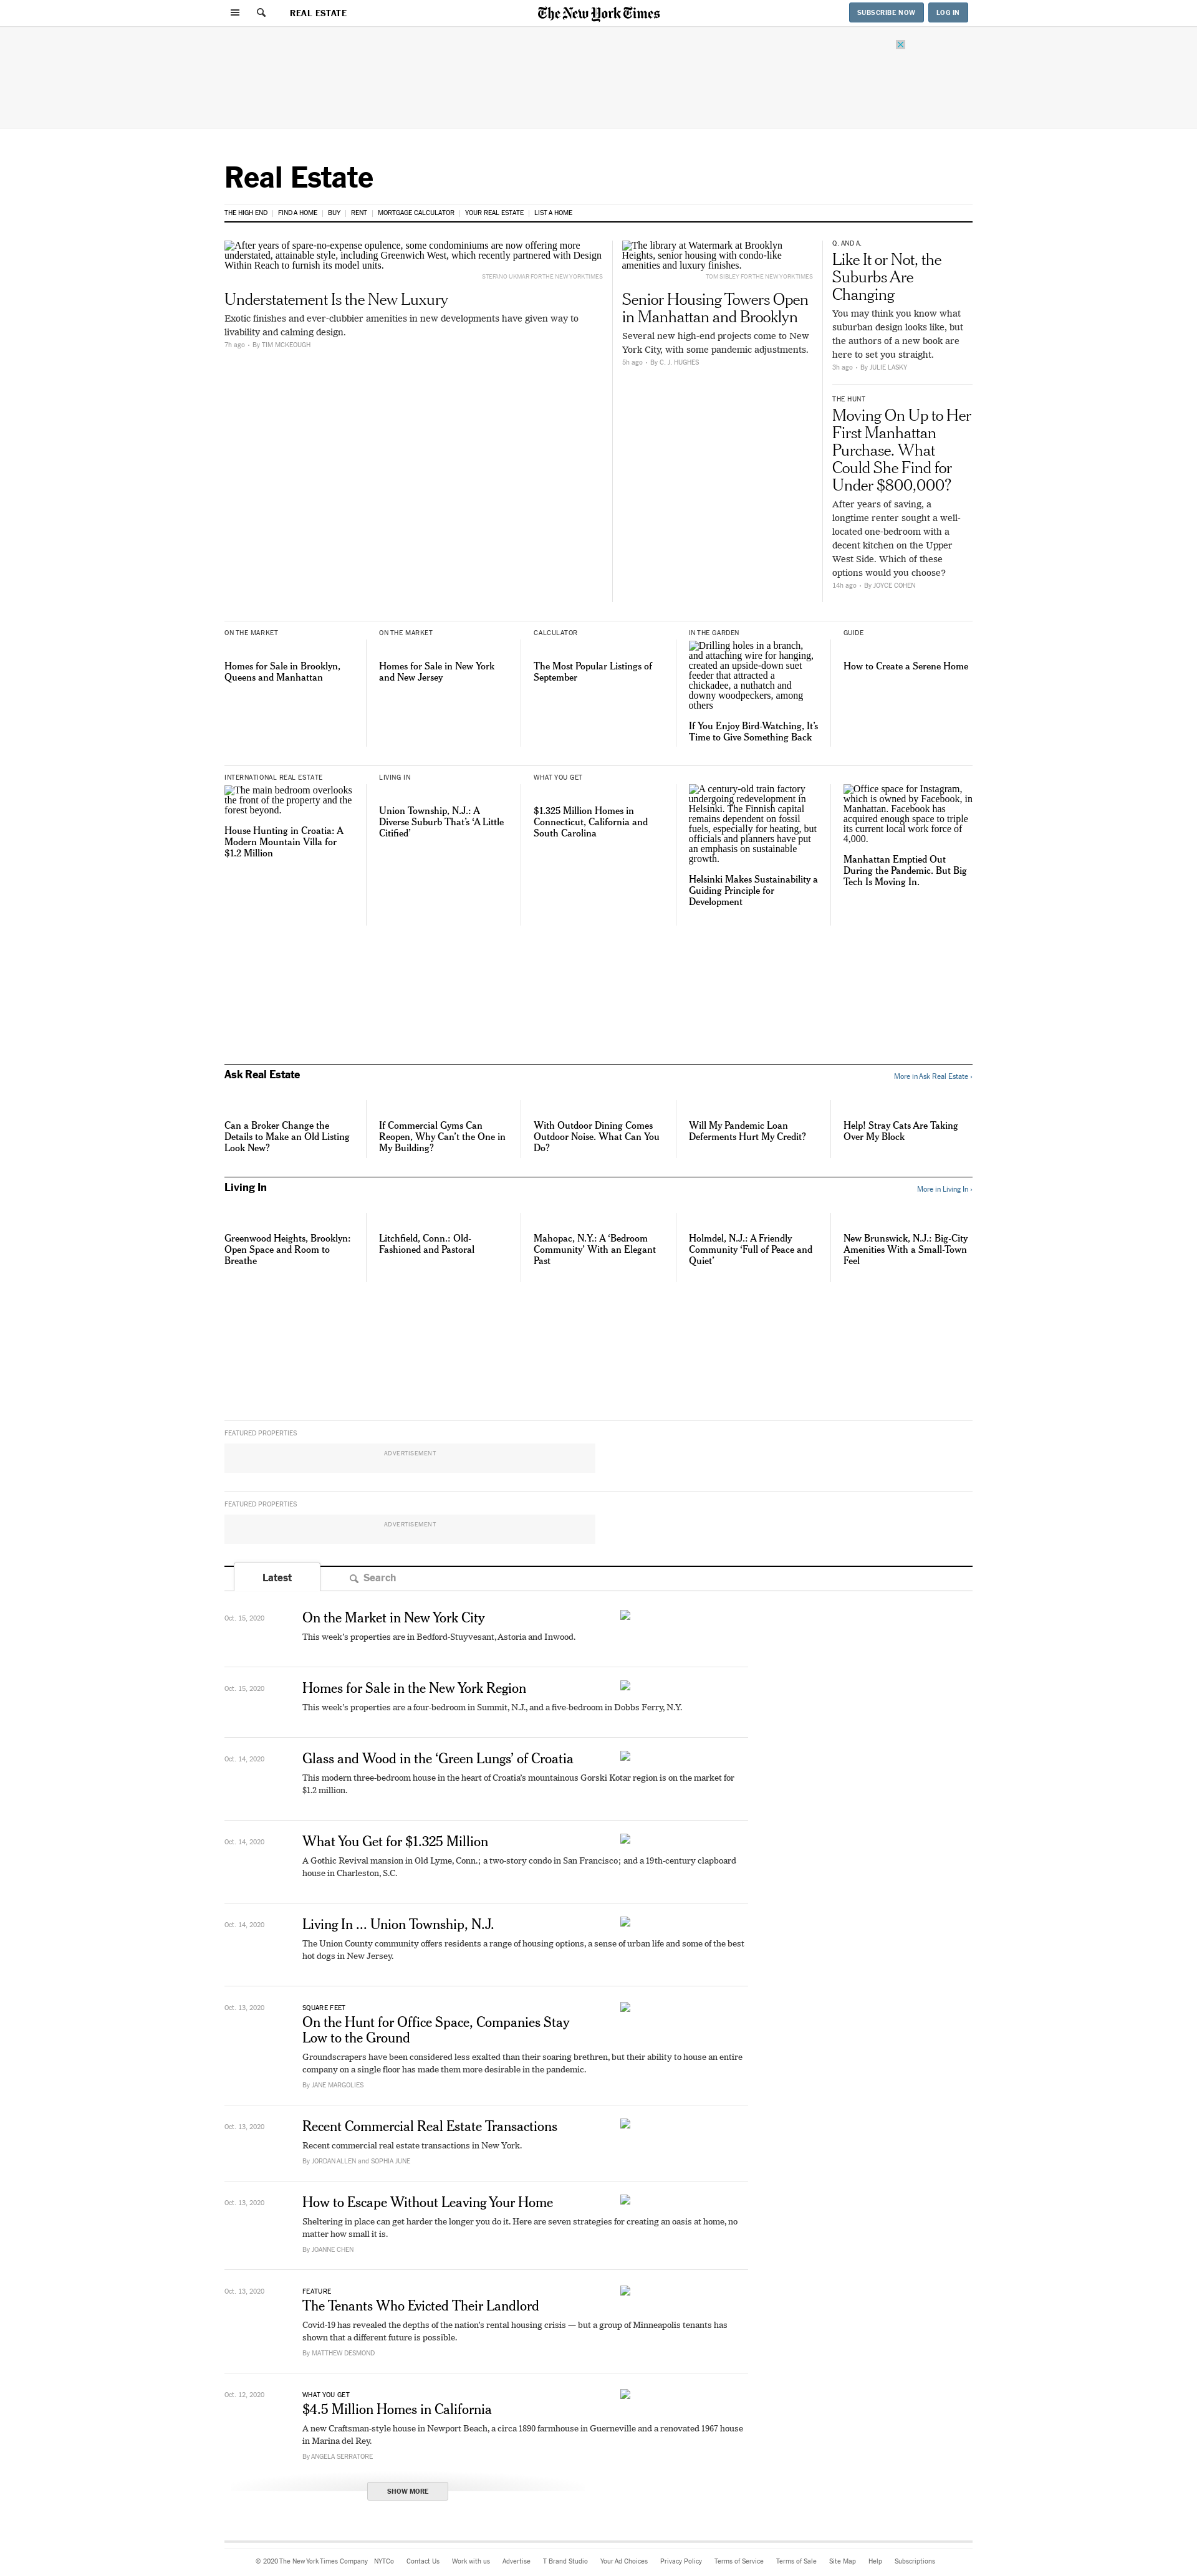 REAL ESTATE
The New York Times
SUBSCRIBE NOW
LOG IN
Real Estate
THE HIGH END
FIND A HOME
BUY
RENT
MORTGAGE CALCULATOR
YOUR REAL ESTATE
LIST A HOME
After years of spare-no-expense opulence, some condominiums are now offering more
understated, attainable style, including Greenwich West, which recently partnered with Design
Within Reach to furnish its model units.
STEFANO UKMAR FOR THE NEW YORK TIMES
Understatement Is the New Luxury
Exotic finishes and ever-clubbier amenities in new developments have given way to
livability and calming design.
7h ago • By TIM MCKEOUGH
The library at Watermark at Brooklyn
Heights, senior housing with condo-like
amenities and luxury finishes.
TOM SIBLEY FOR THE NEW YORK TIMES
Senior Housing Towers Open
in Manhattan and Brooklyn
Several new high-end projects come to New
York City, with some pandemic adjustments.
5h ago • By C. J. HUGHES
Q. AND A.
Like It or Not, the
Suburbs Are
Changing
You may think you know what
suburban design looks like, but
the authors of a new book are
here to set you straight.
3h ago • By JULIE LASKY
THE HUNT
Moving On Up to Her
First Manhattan
Purchase. What
Could She Find for
Under $800,000?
After years of saving, a
longtime renter sought a well-
located one-bedroom with a
decent kitchen on the Upper
West Side. Which of these
options would you choose?
14h ago • By JOYCE COHEN
ON THE MARKET
Homes for Sale in Brooklyn,
Queens and Manhattan
ON THE MARKET
Homes for Sale in New York
and New Jersey
CALCULATOR
The Most Popular Listings of
September
IN THE GARDEN
Drilling holes in a branch,
and attaching wire for hanging,
created an upside-down suet
feeder that attracted a
chickadee, a nuthatch and
downy woodpeckers, among
others
If You Enjoy Bird-Watching, It’s
Time to Give Something Back
GUIDE
How to Create a Serene Home
INTERNATIONAL REAL ESTATE
The main bedroom overlooks
the front of the property and the
forest beyond.
House Hunting in Croatia: A
Modern Mountain Villa for
$1.2 Million
LIVING IN
Union Township, N.J.: A
Diverse Suburb That’s ‘A Little
Citified’
WHAT YOU GET
$1.325 Million Homes in
Connecticut, California and
South Carolina
A century-old train factory
undergoing redevelopment in
Helsinki. The Finnish capital
remains dependent on fossil
fuels, especially for heating, but
officials and planners have put
an emphasis on sustainable
growth.
Helsinki Makes Sustainability a
Guiding Principle for
Development
Office space for Instagram,
which is owned by Facebook, in
Manhattan. Facebook has
acquired enough space to triple
its current local work force of
4,000.
Manhattan Emptied Out
During the Pandemic. But Big
Tech Is Moving In.
Ask Real Estate
More in Ask Real Estate ›
Can a Broker Change the
Details to Make an Old Listing
Look New?
If Commercial Gyms Can
Reopen, Why Can’t the One in
My Building?
With Outdoor Dining Comes
Outdoor Noise. What Can You
Do?
Will My Pandemic Loan
Deferments Hurt My Credit?
Help! Stray Cats Are Taking
Over My Block
Living In
More in Living In ›
Greenwood Heights, Brooklyn:
Open Space and Room to
Breathe
Litchfield, Conn.: Old-
Fashioned and Pastoral
Mahopac, N.Y.: A ‘Bedroom
Community’ With an Elegant
Past
Holmdel, N.J.: A Friendly
Community ‘Full of Peace and
Quiet’
New Brunswick, N.J.: Big-City
Amenities With a Small-Town
Feel
FEATURED PROPERTIES
ADVERTISEMENT
FEATURED PROPERTIES
ADVERTISEMENT
Latest
Search
Oct. 15, 2020
On the Market in New York City
This week’s properties are in Bedford-Stuyvesant, Astoria and Inwood.
Oct. 15, 2020
Homes for Sale in the New York Region
This week’s properties are a four-bedroom in Summit, N.J., and a five-bedroom in Dobbs Ferry, N.Y.
Oct. 14, 2020
Glass and Wood in the ‘Green Lungs’ of Croatia
This modern three-bedroom house in the heart of Croatia’s mountainous Gorski Kotar region is on the market for
$1.2 million.
Oct. 14, 2020
What You Get for $1.325 Million
A Gothic Revival mansion in Old Lyme, Conn.; a two-story condo in San Francisco; and a 19th-century clapboard
house in Charleston, S.C.
Oct. 14, 2020
Living In ... Union Township, N.J.
The Union County community offers residents a range of housing options, a sense of urban life and some of the best
hot dogs in New Jersey.
Oct. 13, 2020
SQUARE FEET
On the Hunt for Office Space, Companies Stay
Low to the Ground
Groundscrapers have been considered less exalted than their soaring brethren, but their ability to house an entire
company on a single floor has made them more desirable in the pandemic.
By JANE MARGOLIES
Oct. 13, 2020
Recent Commercial Real Estate Transactions
Recent commercial real estate transactions in New York.
By JORDAN ALLEN and SOPHIA JUNE
Oct. 13, 2020
How to Escape Without Leaving Your Home
Sheltering in place can get harder the longer you do it. Here are seven strategies for creating an oasis at home, no
matter how small it is.
By JOANNE CHEN
Oct. 13, 2020
FEATURE
The Tenants Who Evicted Their Landlord
Covid-19 has revealed the depths of the nation’s rental housing crisis — but a group of Minneapolis tenants has
shown that a different future is possible.
By MATTHEW DESMOND
Oct. 12, 2020
WHAT YOU GET
$4.5 Million Homes in California
A new Craftsman-style house in Newport Beach, a circa 1890 farmhouse in Guerneville and a renovated 1967 house
in Marina del Rey.
By ANGELA SERRATORE
SHOW MORE
© 2020 The New York Times Company
NYTCo
Contact Us
Work with us
Advertise
T Brand Studio
Your Ad Choices
Privacy Policy
Terms of Service
Terms of Sale
Site Map
Help
Subscriptions